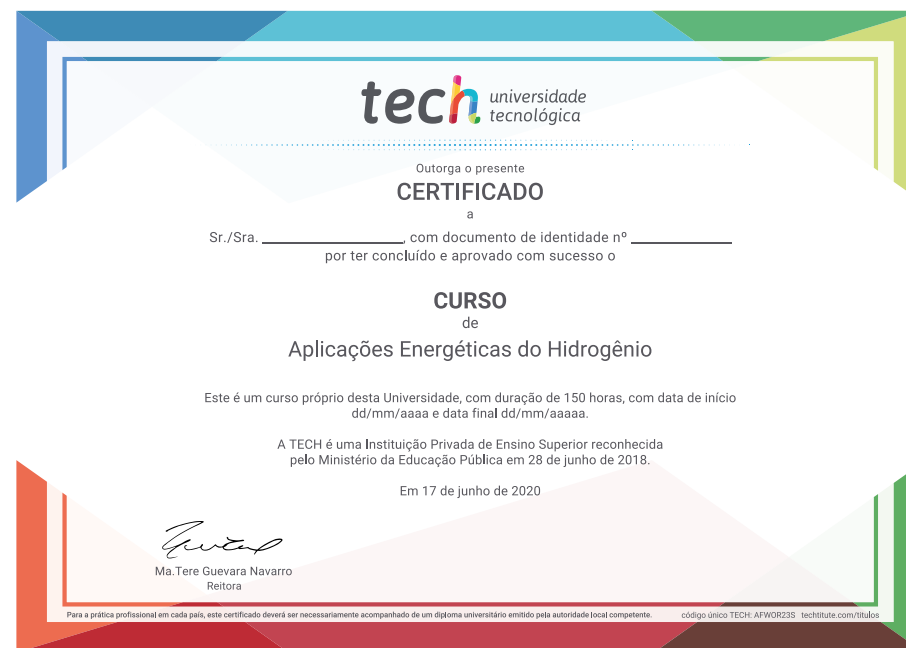 tech universidade
tecnológica
Outorga o presente
CERTIFICADO
a
Sr./Sra. ________________, com documento de identidade nº ____________
por ter concluído e aprovado com sucesso o
CURSO
de
Aplicações Energéticas do Hidrogênio
Este é um curso próprio desta Universidade, com duração de 150 horas, com data de início
dd/mm/aaaa e data final dd/mm/aaaaa.
A TECH é uma Instituição Privada de Ensino Superior reconhecida
pelo Ministério da Educação Pública em 28 de junho de 2018.
Em 17 de junho de 2020
Ma.Tere Guevara Navarro
Reitora
Para a prática profissional em cada país, este certificado deverá ser necessariamente acompanhado de um diploma universitário emitido pela autoridade local competente. código único TECH: AFWOR23S techtitute.com/titulos